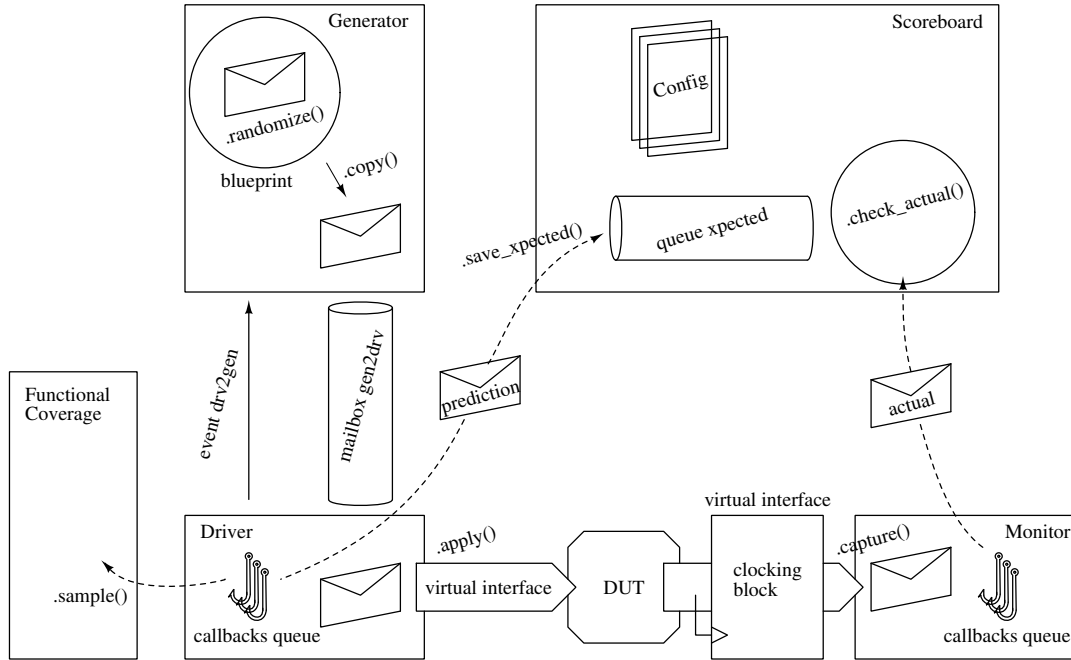 Generator
.randomize()
blueprint
.copy()
Scoreboard
Config
queue xpected
.check_actual()
.save_xpected()
event drv2gen
mailbox gen2drv
prediction
actual
Functional
Coverage
.sample()
Driver
callbacks queue
.apply()
virtual interface
DUT
virtual interface
clocking
block
.capture()
Monitor
callbacks queue